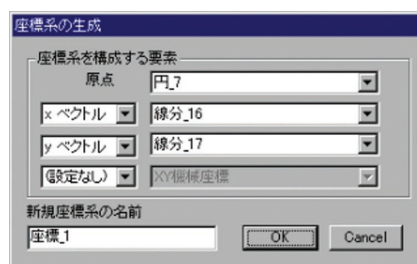 座標系の生成
座標系を構成する要素
原点 円_7
x ベクトル 線分_16
y ベクトル 線分_17
(設定なし) XY機械座標
新規座標系の名前
座標_1 OK Cancel